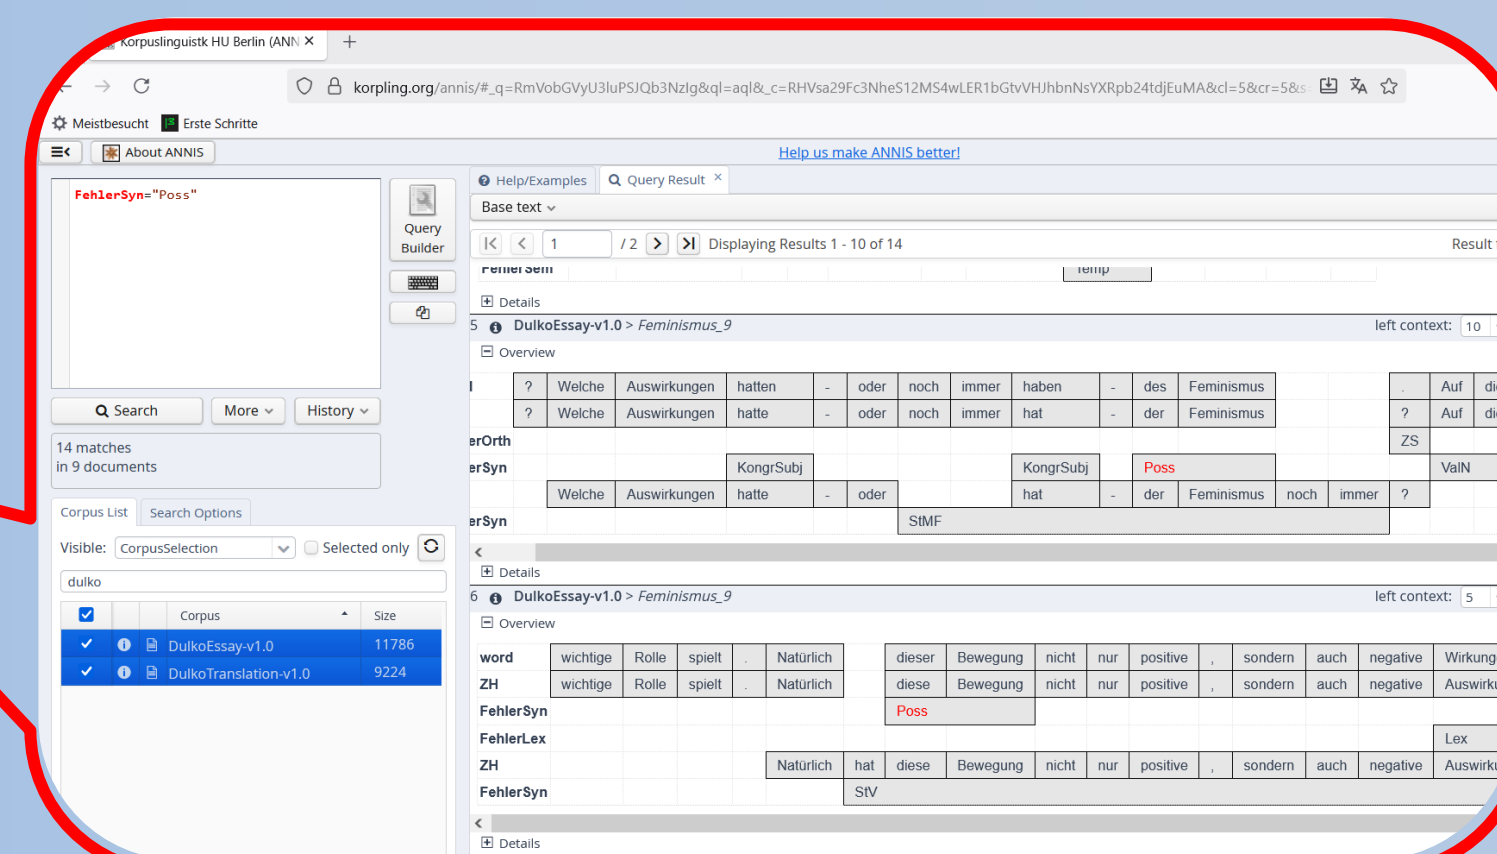 Korpuslinguistk HU Berlin (ANN ×
+
korpling.org/annis/#_q=RmVobGVyU3luPSJQb3NzIg&ql=aql&_c=RHVsa29Fc3NheS12MS4wLER1bGtvVHJhbnNsYXRpb24tdjEuMA&cl=5&cr=5&s
Meistbesucht Erste Schritte
About ANNIS Help us make ANNIS better!
FehlerSyn="Poss"
Query
Builder
Search More History
14 matches
in 9 documents
Corpus List Search Options
Visible: CorpusSelection Selected only
dulko
Corpus Size
DulkoEssay-v1.0 11786
DulkoTranslation-v1.0 9224
Help/Examples Query Result ×
Base text
1 / 2 Displaying Results 1 - 10 of 14 Result
FehlerSem Temp
Details
5 DulkoEssay-v1.0 > Feminismus_9 left context: 10
Overview
? Welche Auswirkungen hatten - oder noch immer haben - des Feminismus . Auf di
? Welche Auswirkungen hatte - oder noch immer hat - der Feminismus ? Auf di
erOrth ZS
erSyn KongrSubj KongrSubj Poss ValN
Welche Auswirkungen hatte - oder hat - der Feminismus noch immer ?
erSyn StMF
Details
6 DulkoEssay-v1.0 > Feminismus_9 left context: 5
Overview
word wichtige Rolle spielt . Natürlich dieser Bewegung nicht nur positive , sondern auch negative Wirkung
ZH wichtige Rolle spielt . Natürlich diese Bewegung nicht nur positive , sondern auch negative Auswirku
FehlerSyn Poss
FehlerLex Lex
ZH Natürlich hat diese Bewegung nicht nur positive , sondern auch negative Auswirku
FehlerSyn StV
Details